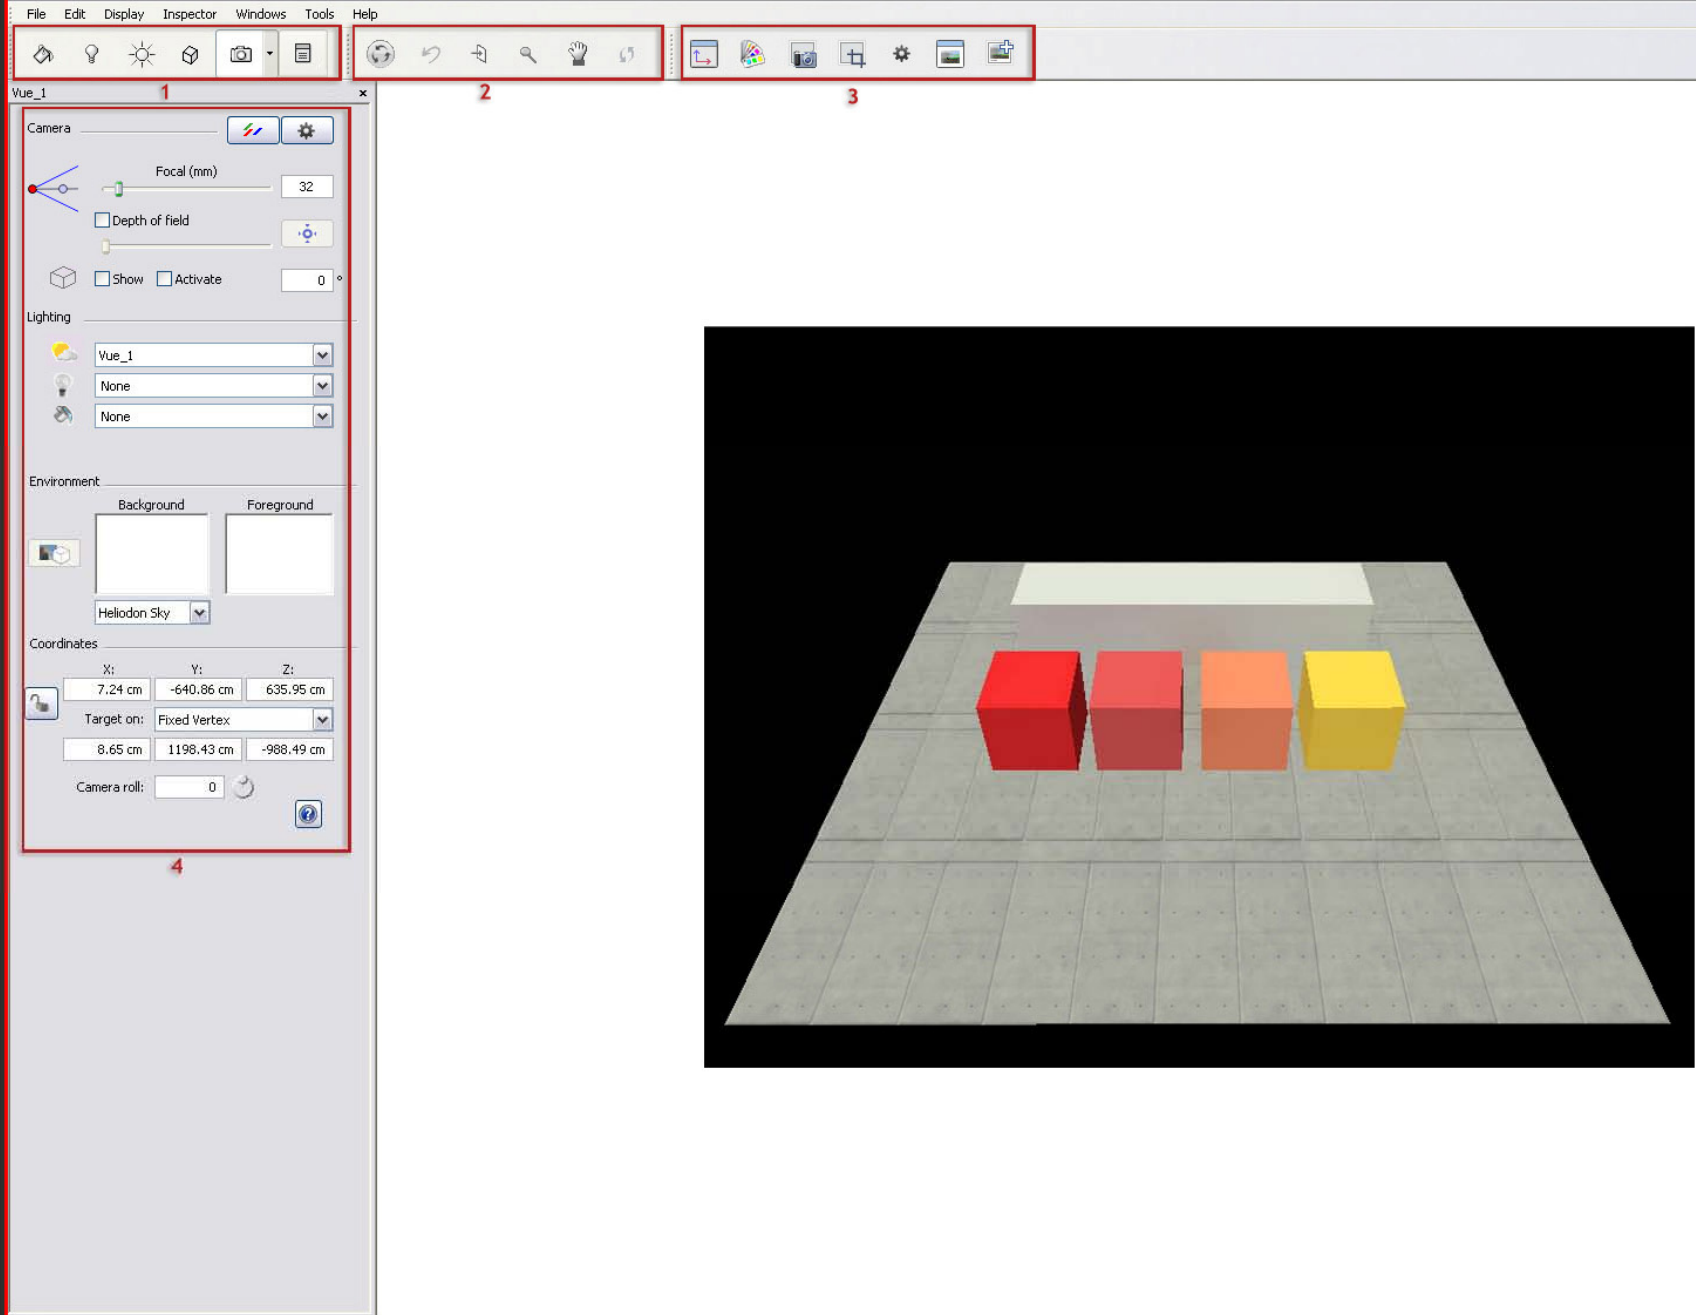 File Edit Display Inspector Windows Tools Help
1
2
3
Vue_1 ×
Camera
Focal (mm)
32
Depth of field
Show Activate 0 °
Lighting
Vue_1
None
None
Environment
Background Foreground
Heliodon Sky
Coordinates
X: Y: Z:
7.24 cm -640.86 cm 635.95 cm
Target on: Fixed Vertex
8.65 cm 1198.43 cm -988.49 cm
Camera roll: 0
?
4